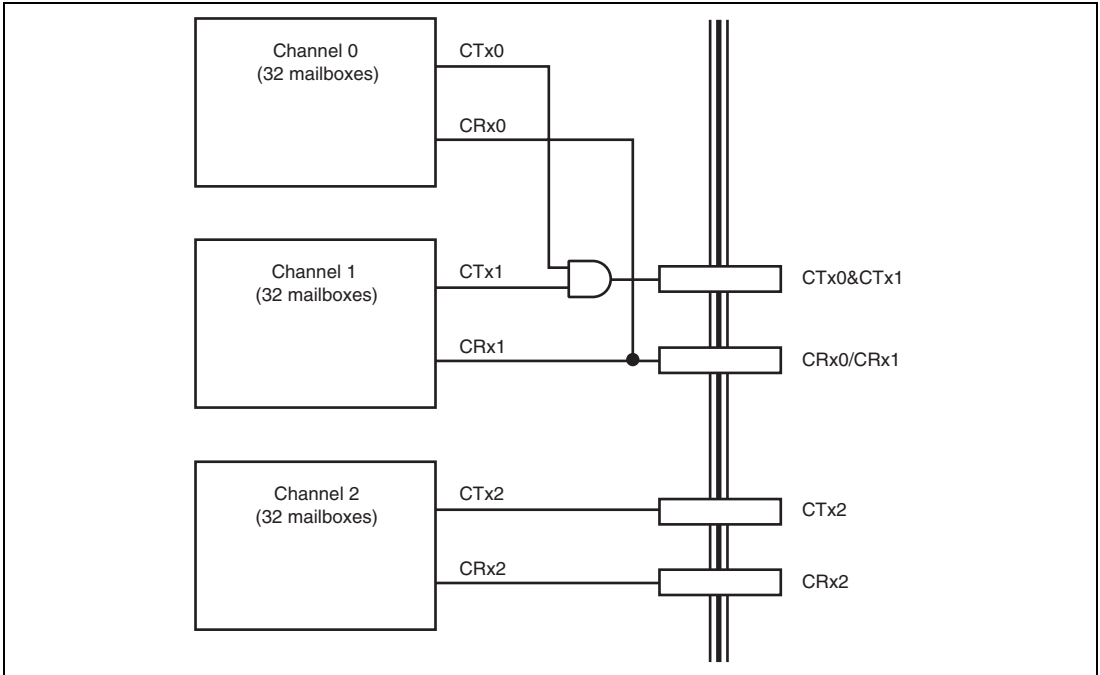 Channel 0
(32 mailboxes)
CTx0
CRx0
Channel 1
(32 mailboxes)
CTx1
CRx1
CTx0&CTx1
CRx0/CRx1
Channel 2
(32 mailboxes)
CTx2
CRx2
CTx2
CRx2